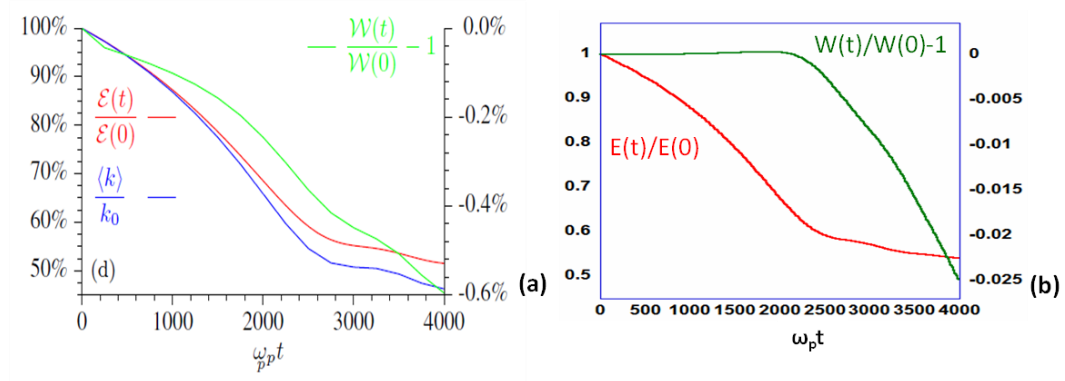 100%
90%
80%
70%
60%
50%
0.0%
-0.2%
-0.4%
-0.6%
𝒲(t)
𝒲(0)
−1
ℰ(t)
ℰ(0)
⟨k⟩
k₀
(d)
0 1000 2000 3000 4000
ω_p p t
p
(a)
1
0.9
0.8
0.7
0.6
0.5
W(t)/W(0)-1
E(t)/E(0)
0
-0.005
-0.01
-0.015
-0.02
-0.025
0 500 1000 1500 2000 2500 3000 3500 4000
ωₚt
(b)